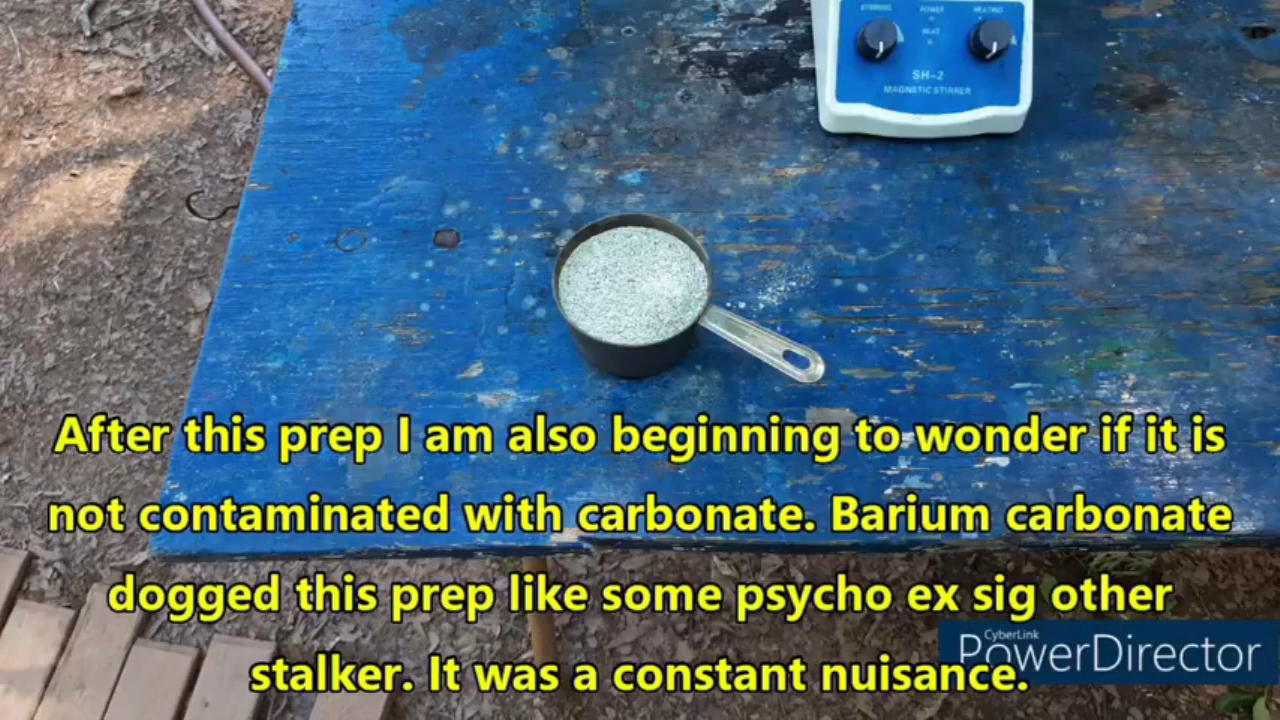 STIRRING POWER HEATING
HEAT
SH-2
MAGNETIC STIRRER
After this prep I am also beginning to wonder if it is
not contaminated with carbonate. Barium carbonate
dogged this prep like some psycho ex sig other
stalker. It was a constant nuisance.
CyberLink
PowerDirector